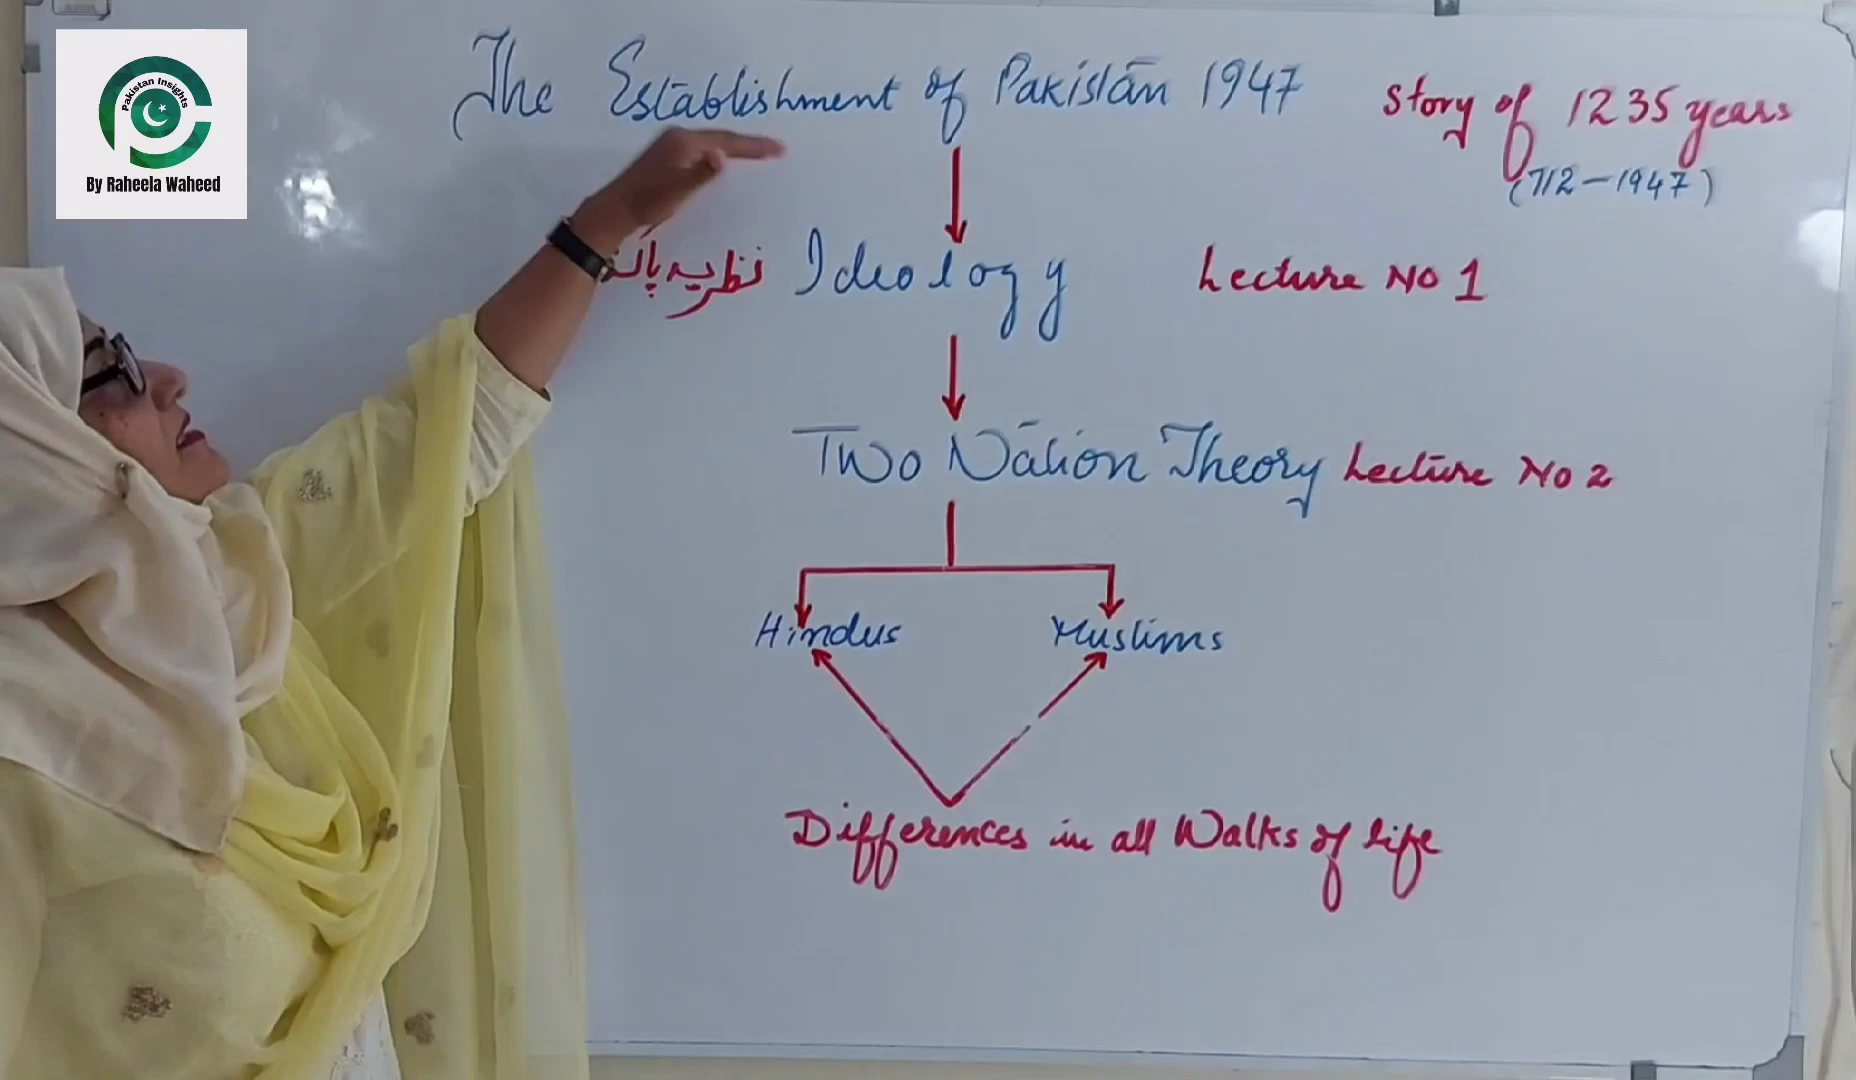 Pakistan Insights
By Raheela Waheed
The Establishment of Pakistan 1947
Story of 1235 years
(712-1947)
نظریہ
Ideology
Lecture No 1
Two Nation Theory Lecture No 2
Hindus
Muslims
Differences in all Walks of life